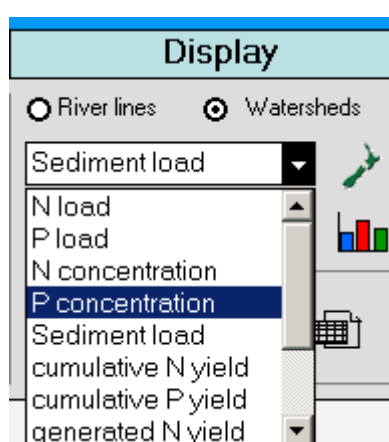 Display
River lines Watersheds
Sediment load
N load
P load
N concentration
P concentration
Sediment load
cumulative N yield
cumulative P yield
generated N yield